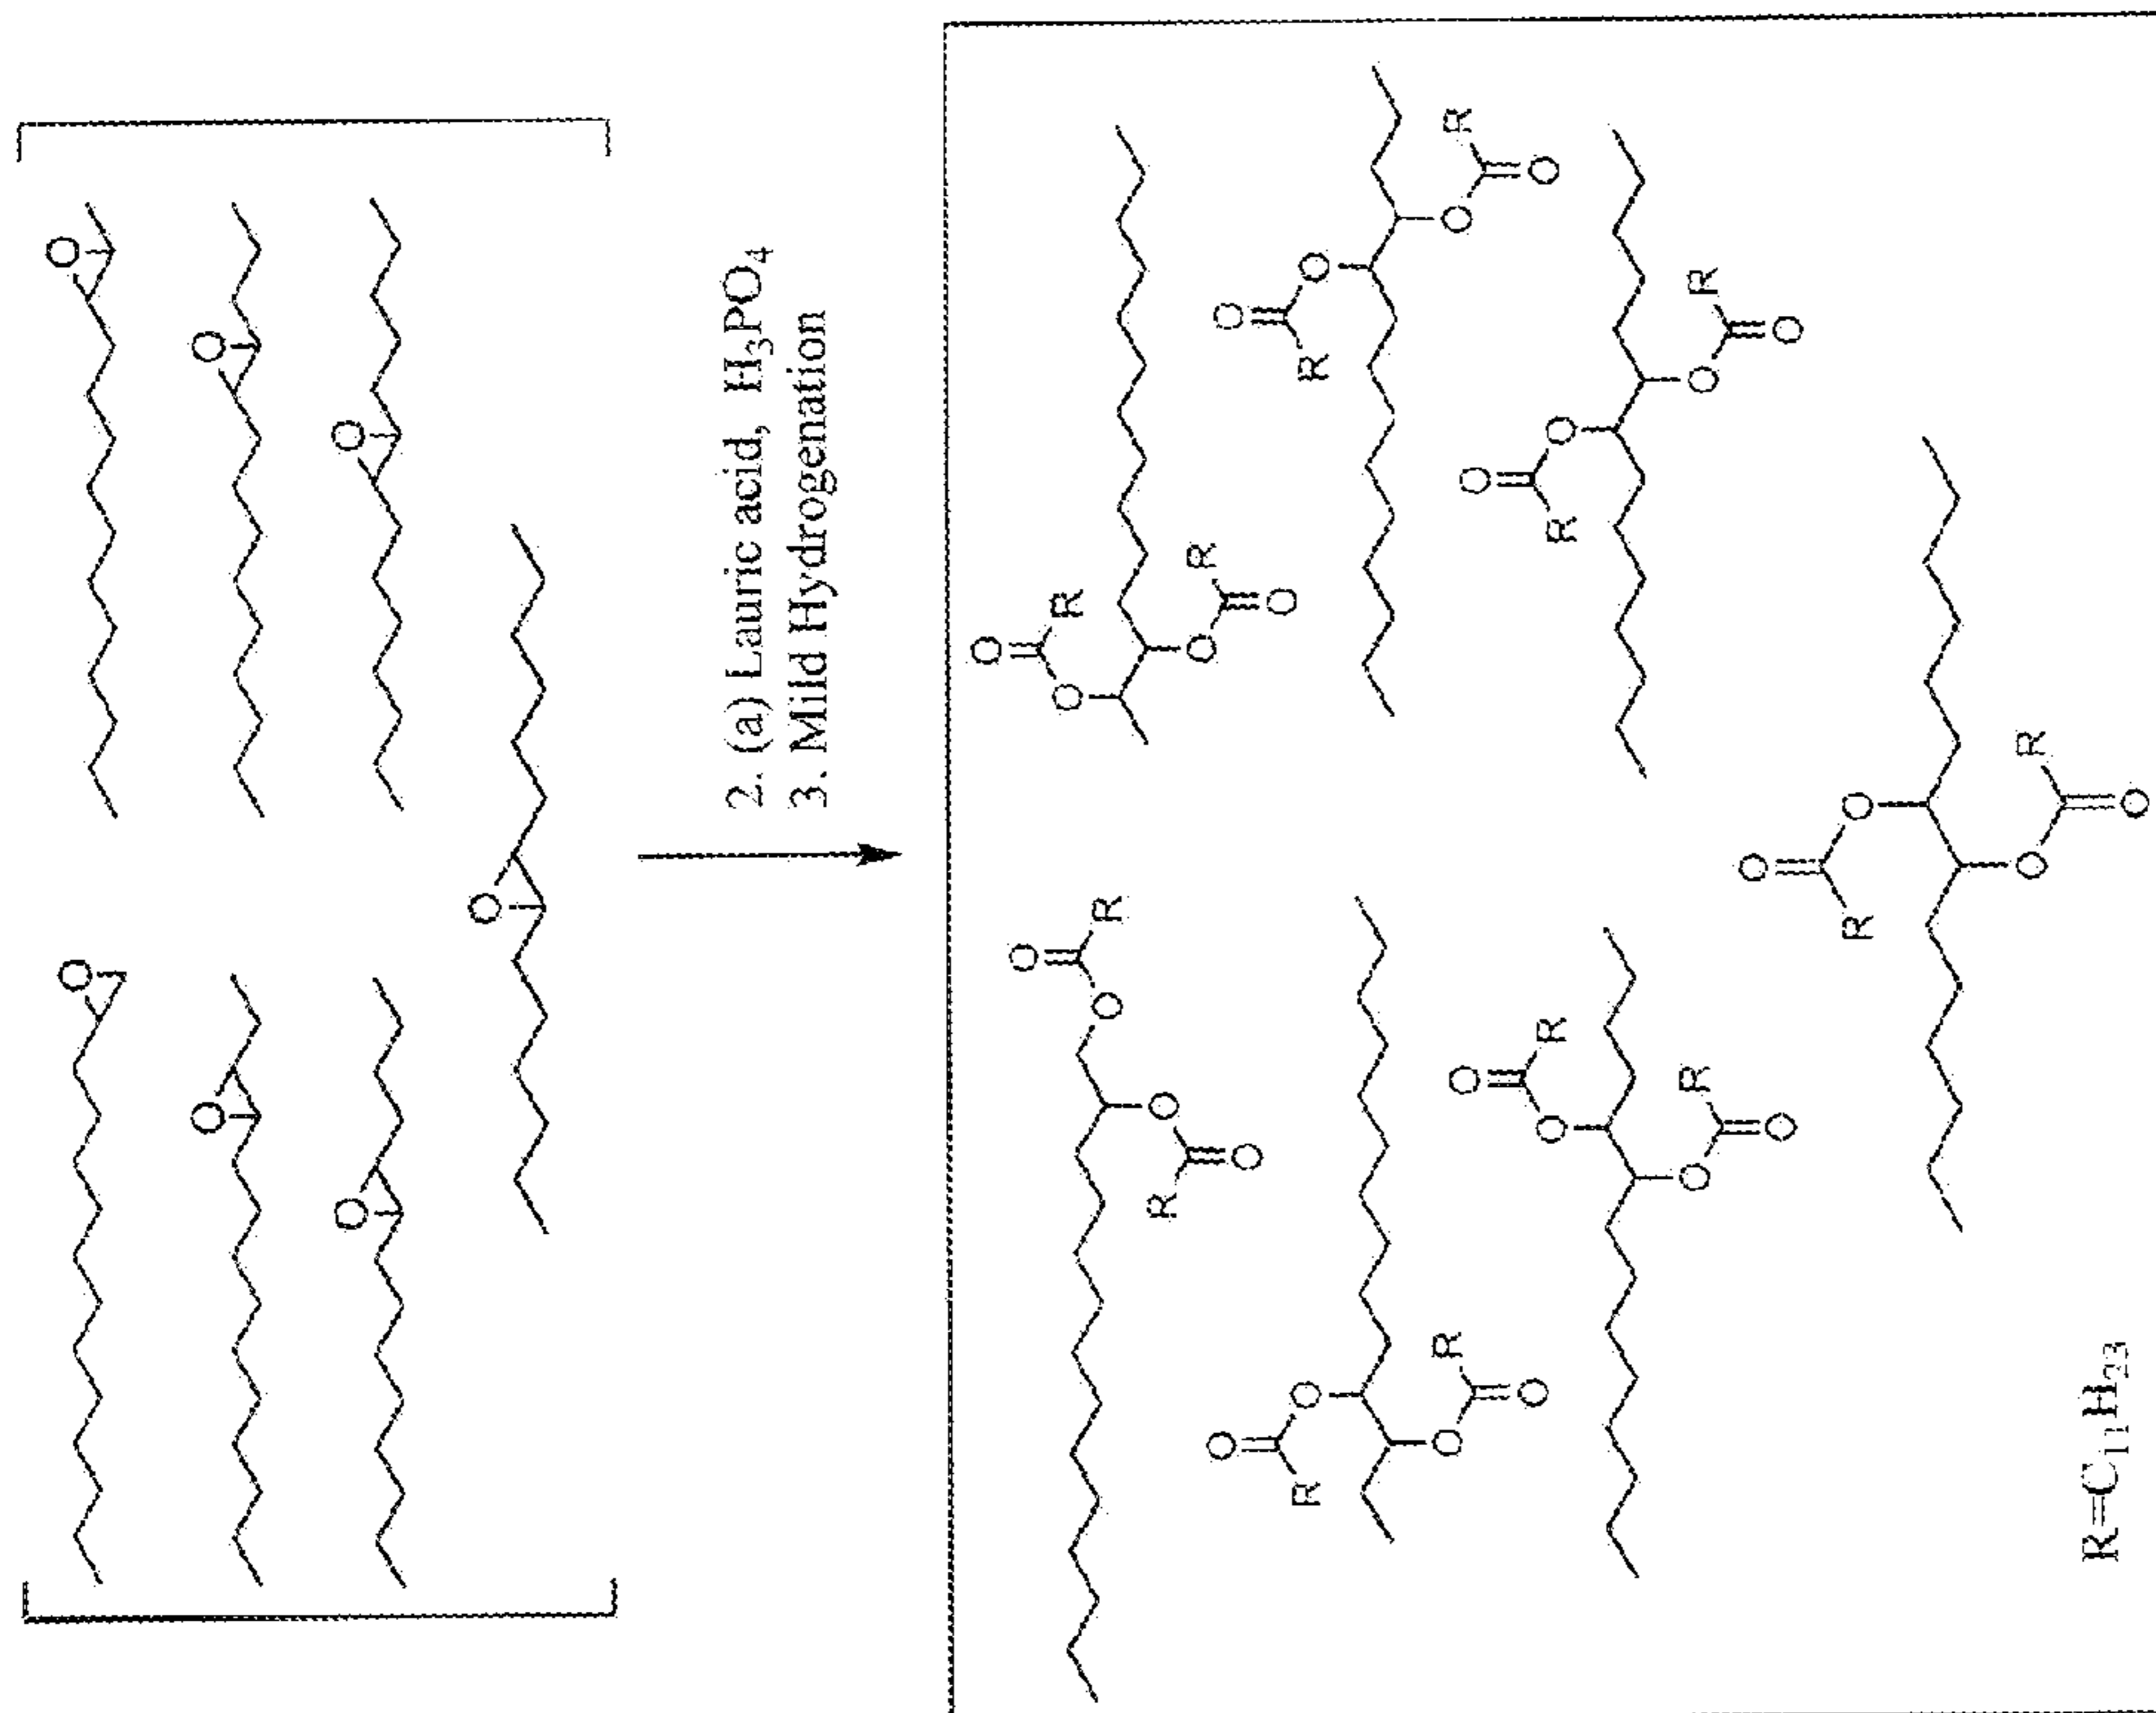 O O
O O
O O
O
2. (a) Lauric acid, H₃PO₄
3. Mild Hydrogenation
O O
O R O R
R O O R
O O
O O
R O R O
O R O R
O O
O O
O R R O
O R O R
O O
O
R O
O R
O
R=C₁₁H₂₃